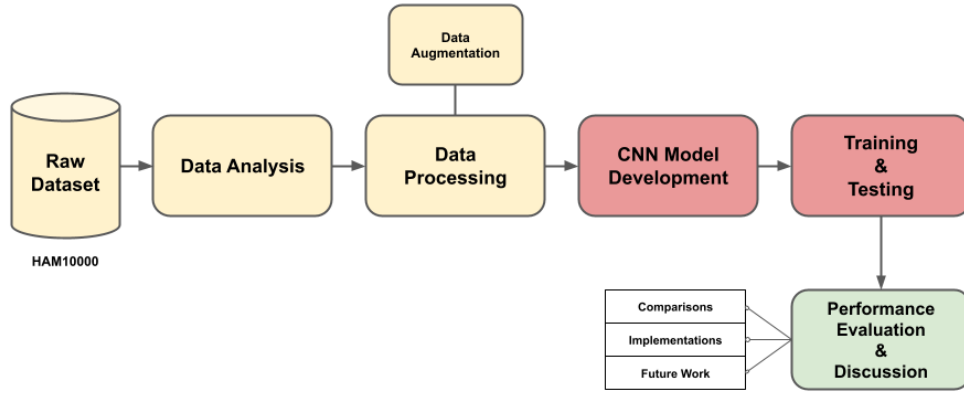 Data
Augmentation
Raw
Dataset
Data Analysis
Data
Processing
CNN Model
Development
Training
&
Testing
HAM10000
Comparisons
Implementations
Future Work
Performance
Evaluation
&
Discussion